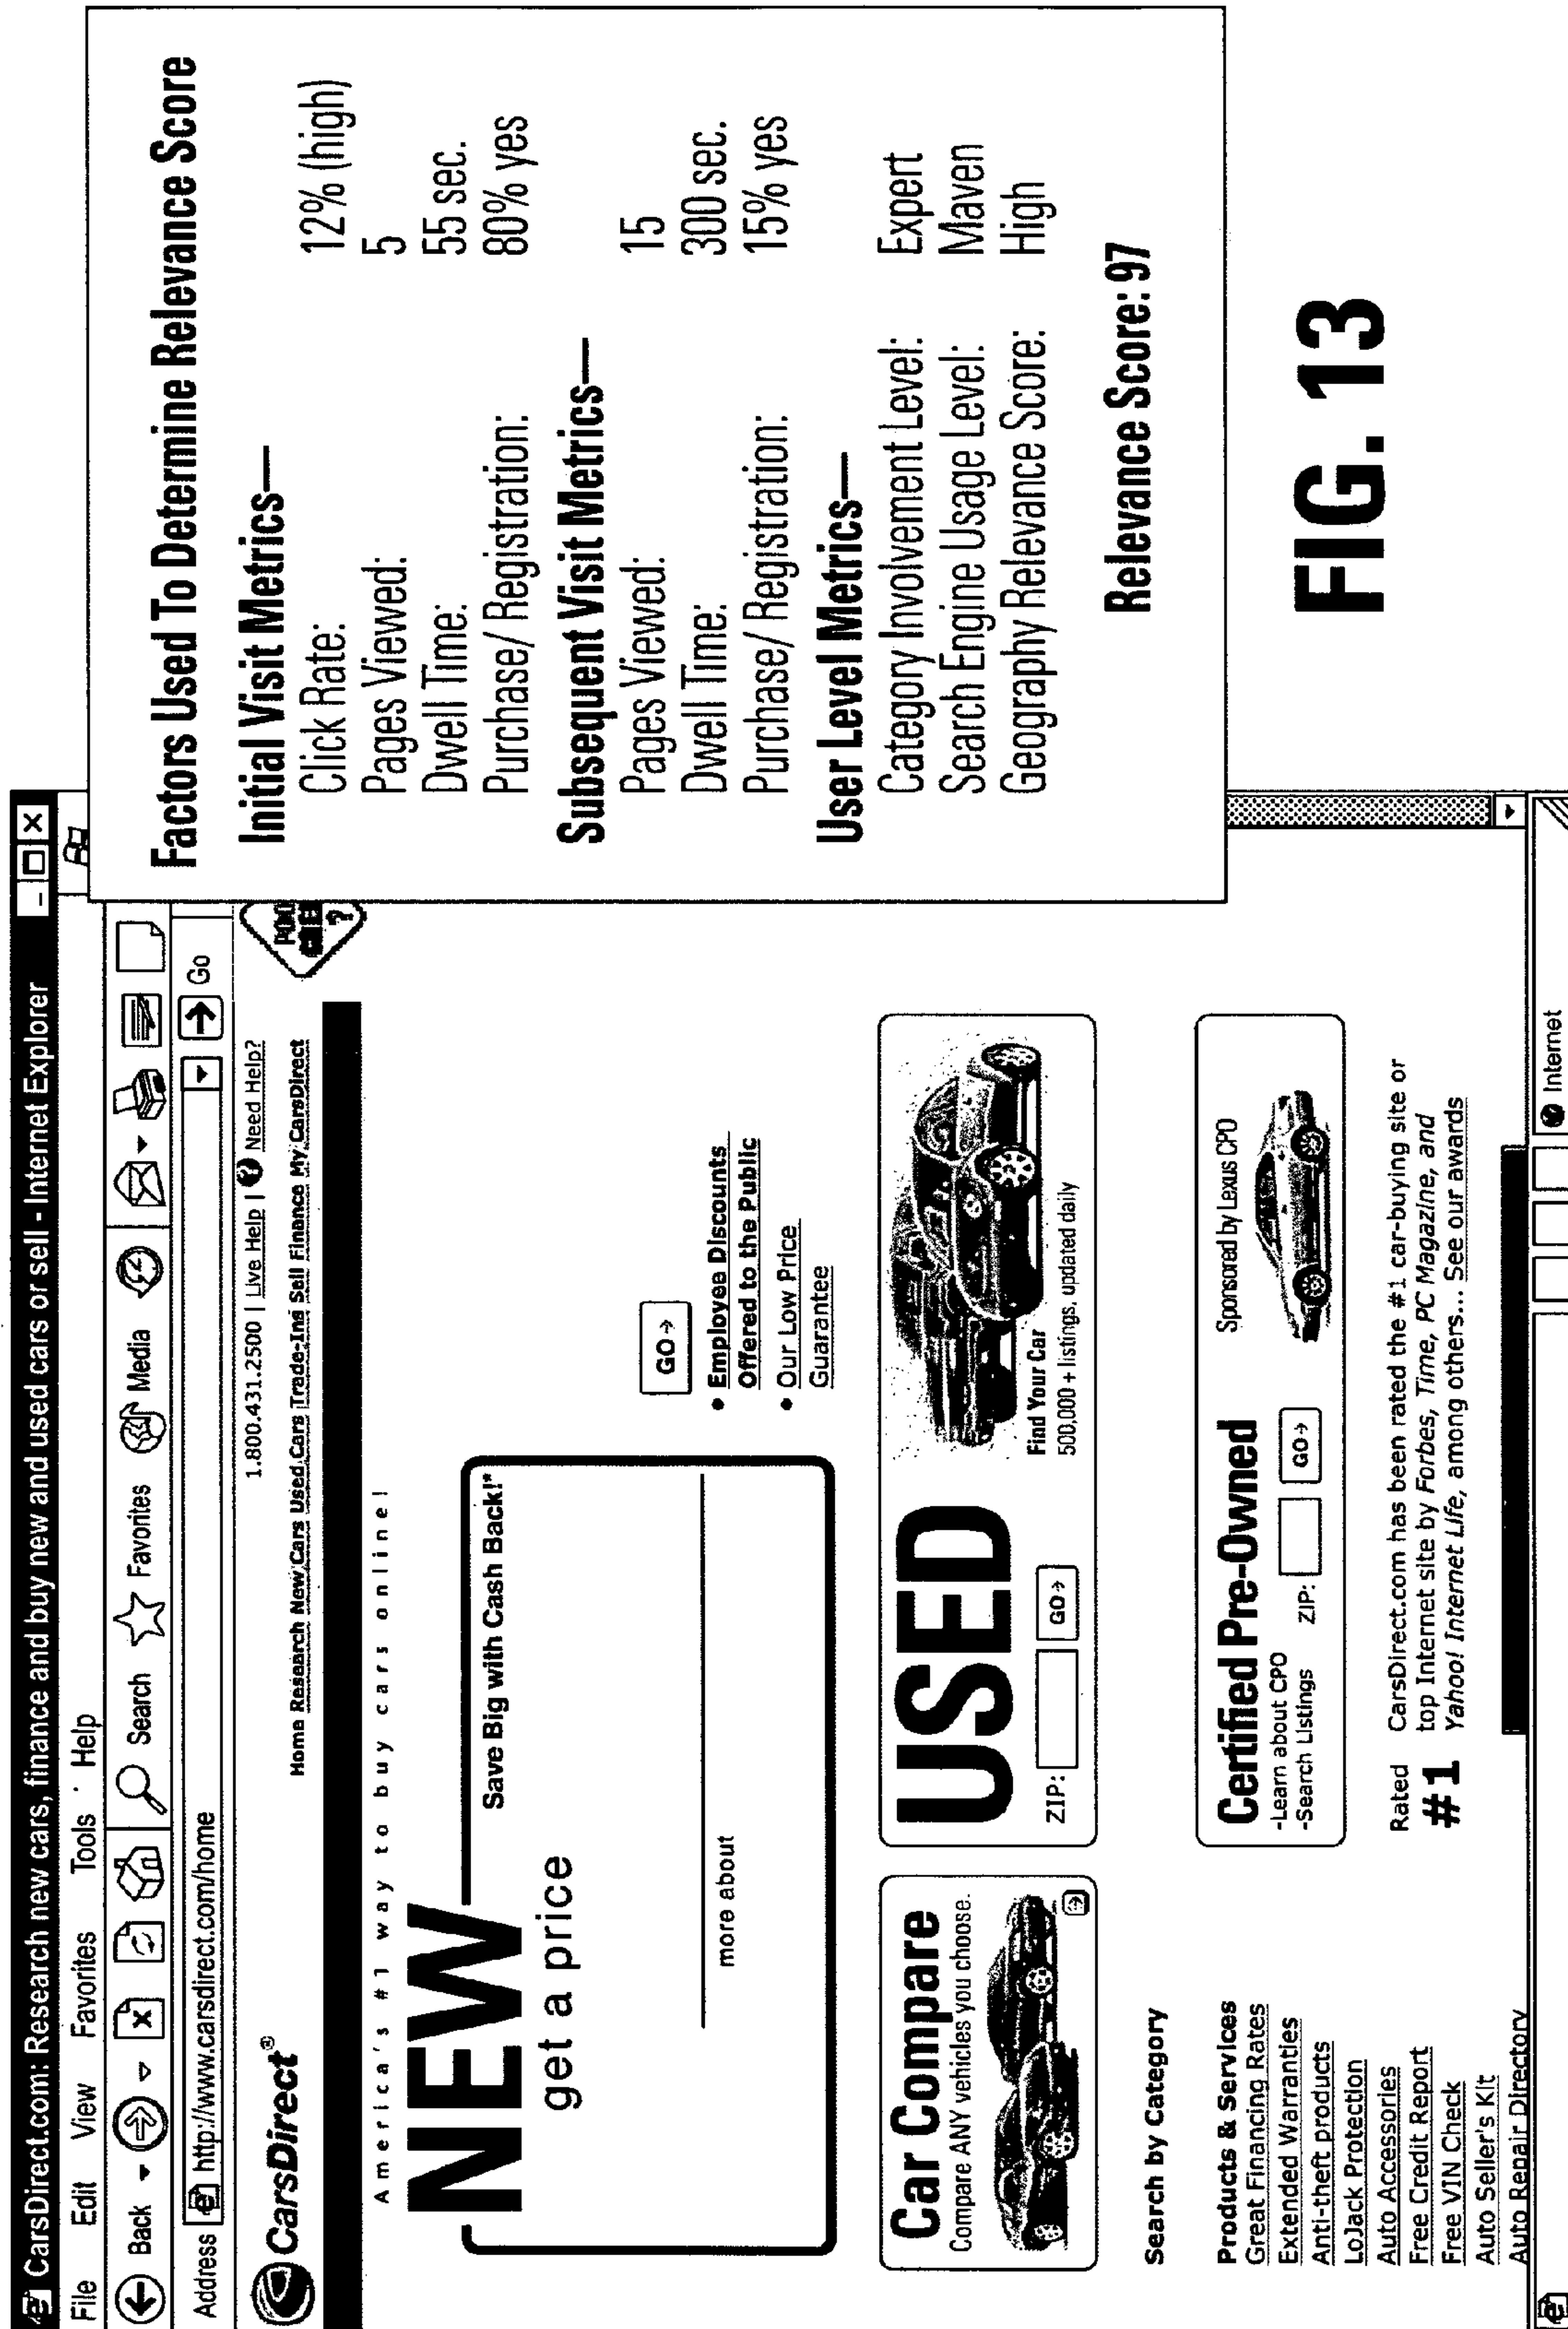 CarsDirect.com: Research new cars, finance and buy new and used cars or sell - Internet Explorer
File Edit View Favorites Tools Help
Back Search Favorites Media
Address http://www.carsdirect.com/home Go
CarsDirect®
1.800.431.2500 | Live Help | Need Help?
Home Research New Cars Used Cars Trade-Ins Sell Finance My CarsDirect
America's #1 way to buy cars online!
NEW
Save Big with Cash Back!*
get a price
GO→
more about
• Employee Discounts
Offered to the Public
• Our Low Price
Guarantee
Car Compare
Compare ANY vehicles you choose.
USED
ZIP: GO→
Find Your Car
500,000 + listings, updated daily
Search by Category
Products & Services
Great Financing Rates
Extended Warranties
Anti-theft products
LoJack Protection
Auto Accessories
Free Credit Report
Free VIN Check
Auto Seller's Kit
Auto Repair Directory
Certified Pre-Owned
Sponsored by Lexus CPO
-Learn about CPO
-Search Listings
ZIP: GO→
Rated
#1
CarsDirect.com has been rated the #1 car-buying site or
top Internet site by Forbes, Time, PC Magazine, and
Yahoo! Internet Life, among others... See our awards
Internet
Factors Used To Determine Relevance Score
Initial Visit Metrics—
Click Rate: 12% (high)
Pages Viewed: 5
Dwell Time: 55 sec.
Purchase/ Registration: 80% yes
Subsequent Visit Metrics—
Pages Viewed: 15
Dwell Time: 300 sec.
Purchase/ Registration: 15% yes
User Level Metrics—
Category Involvement Level: Expert
Search Engine Usage Level: Maven
Geography Relevance Score: High
Relevance Score: 97
FIG. 13